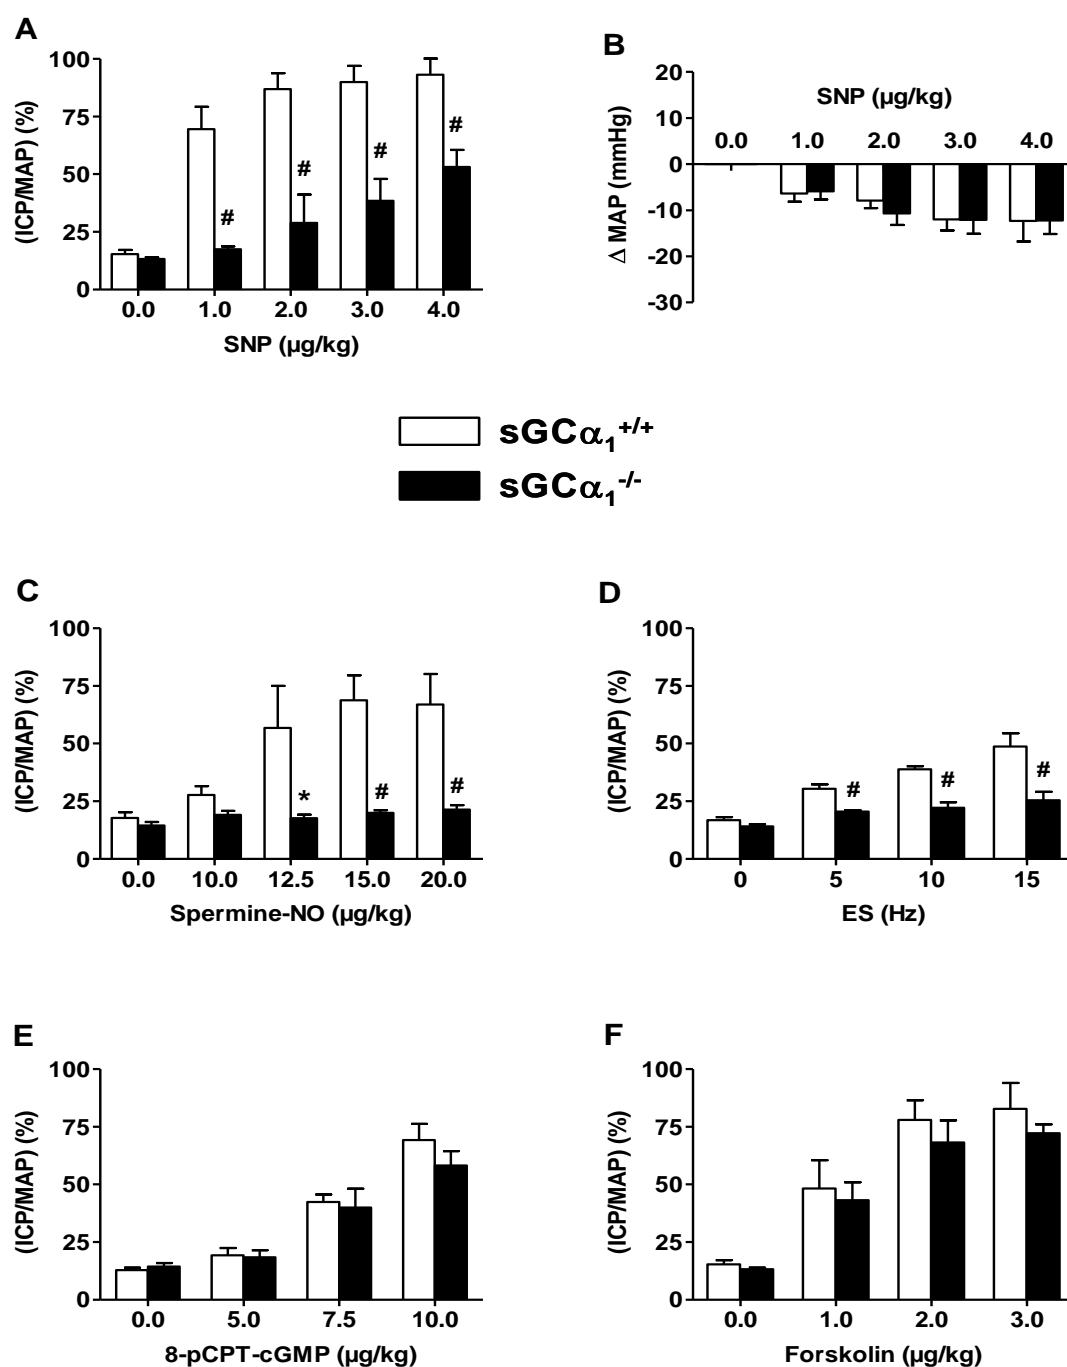 A
(ICP/MAP) (%)
100
75
50
25
0
# # # #
0.0 1.0 2.0 3.0 4.0
SNP (µg/kg)
B
Δ MAP (mmHg)
20
10
0
-10
-20
-30
SNP (µg/kg)
0.0 1.0 2.0 3.0 4.0
sGCα₁⁺/⁺
sGCα₁⁻/⁻
C
(ICP/MAP) (%)
100
75
50
25
0
* # #
0.0 10.0 12.5 15.0 20.0
Spermine-NO (µg/kg)
D
(ICP/MAP) (%)
100
75
50
25
0
# # #
0 5 10 15
ES (Hz)
E
(ICP/MAP) (%)
100
75
50
25
0
0.0 5.0 7.5 10.0
8-pCPT-cGMP (µg/kg)
F
(ICP/MAP) (%)
100
75
50
25
0
0.0 1.0 2.0 3.0
Forskolin (µg/kg)